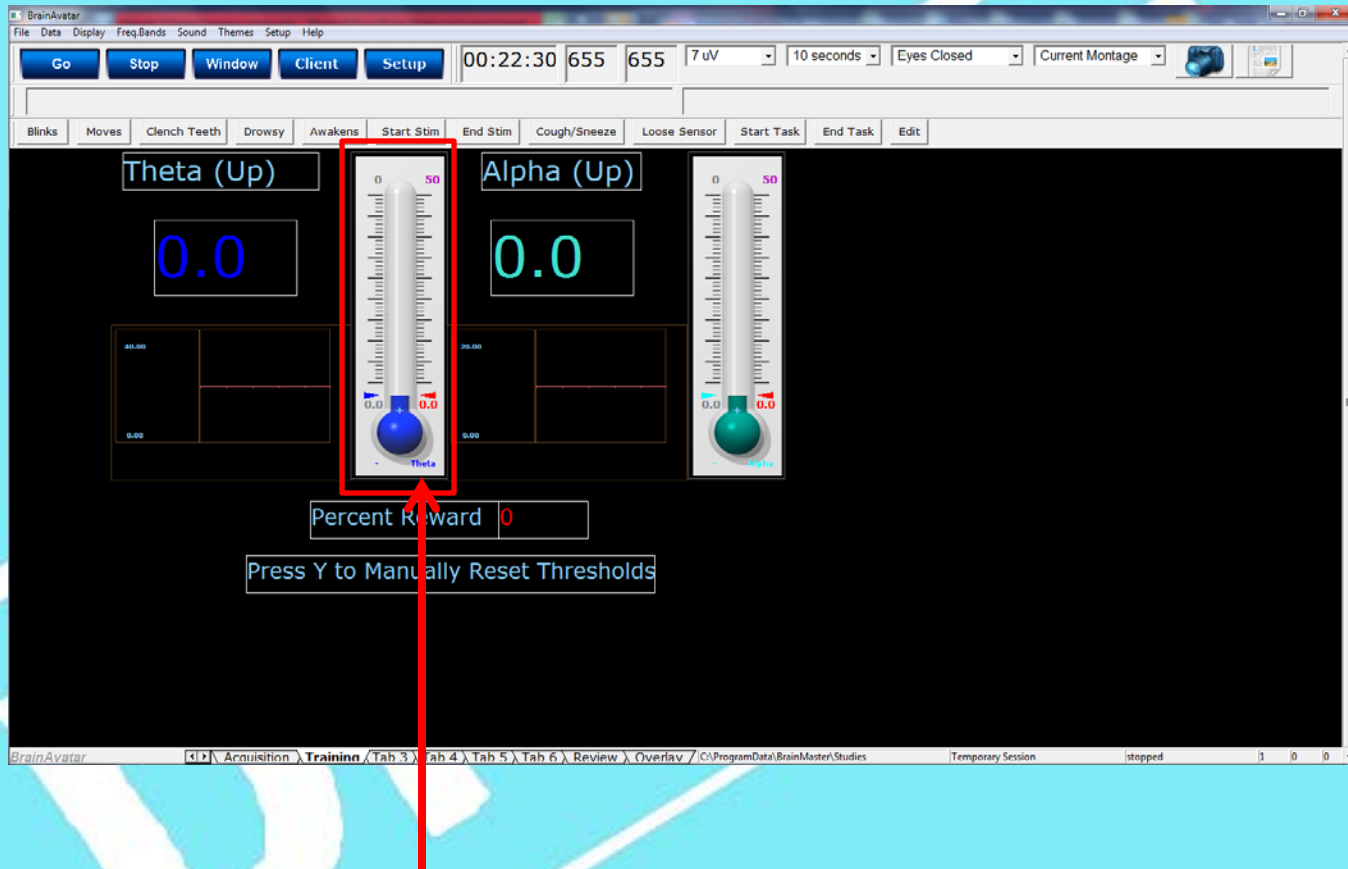 BrainAvatar
File Data Display Freq.Bands Sound Themes Setup Help
Go Stop Window Client Setup 00:22:30 655 655 7 uV 10 seconds Eyes Closed Current Montage
Blinks Moves Clench Teeth Drowsy Awakens Start Stim End Stim Cough/Sneeze Loose Sensor Start Task End Task Edit
Theta (Up) 0 50 Alpha (Up) 0 50
0.0 0.0
40.00 20.00
0.0 0.0 0.0 0.0
0.00 0.00
- Theta - Alpha
Percent Reward 0
Press Y to Manually Reset Thresholds
BrainAvatar Acquisition Training Tab 3 Tab 4 Tab 5 Tab 6 Review Overlay C:\ProgramData\BrainMaster\Studies Temporary Session stopped 1 0 0